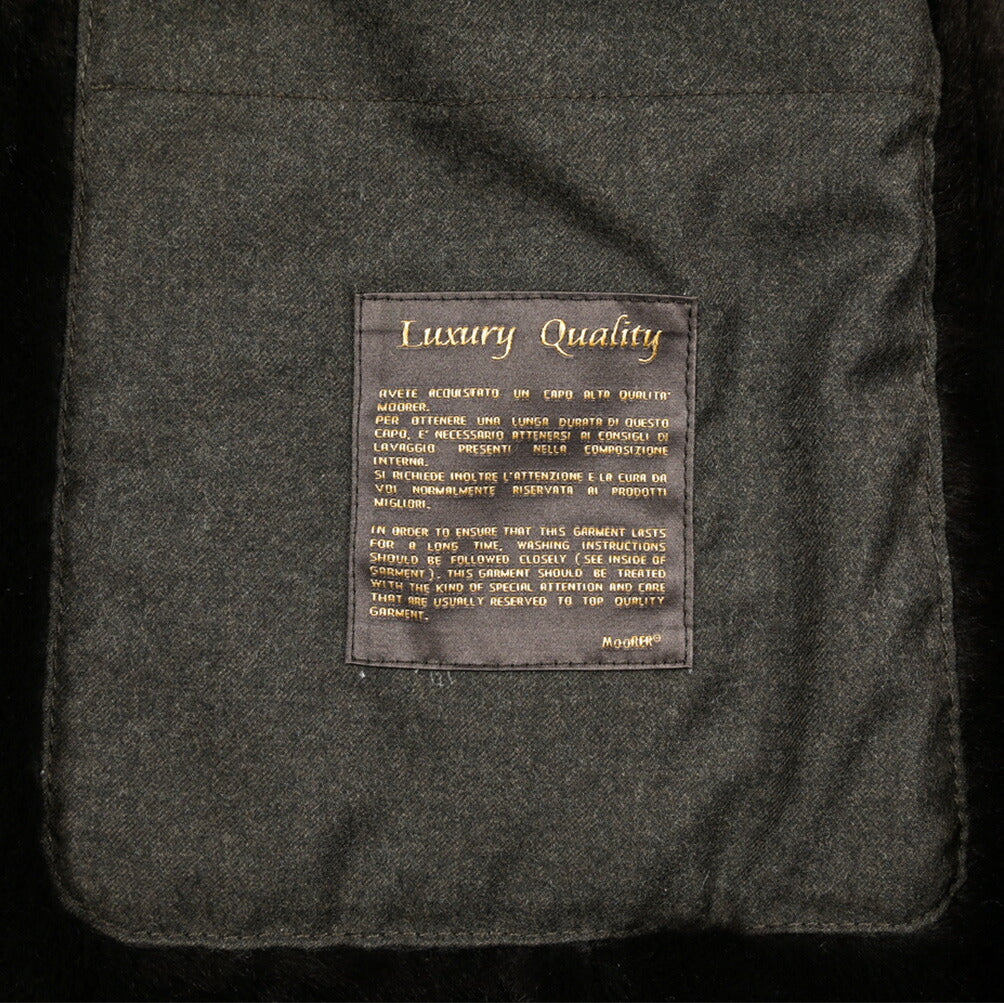 Luxury Quality
AVETE ACQUISTATO UN CAPO ALTA QUALITA'
MOORER.
PER OTTENERE UNA LUNGA DURATA DI QUESTO
CAPO, E' NECESSARIO ATTENERSI AI CONSIGLI DI
LAVAGGIO PRESENTI NELLA COMPOSIZIONE
INTERNA.
SI RICHIEDE INOLTRE L'ATTENZIONE E LA CURA DA
VOI NORMALMENTE RISERVATA AI PRODOTTI
MIGLIORI.
IN ORDER TO ENSURE THAT THIS GARMENT LASTS
FOR A LONG TIME, WASHING INSTRUCTIONS
SHOULD BE FOLLOWED CLOSELY (SEE INSIDE OF
GARMENT). THIS GARMENT SHOULD BE TREATED
WITH THE KIND OF SPECIAL ATTENTION AND CARE
THAT ARE USUALLY RESERVED TO TOP QUALITY
GARMENT.
MOORER®